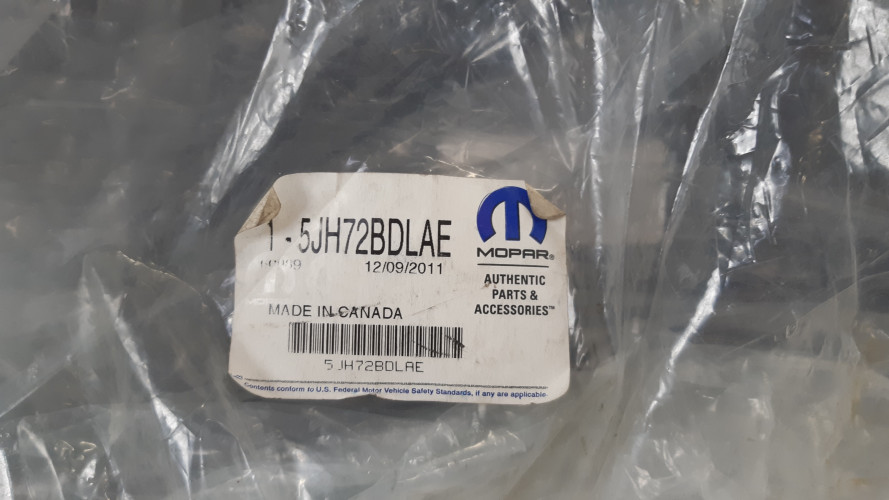 1 - 5JH72BDLAE
12/09/2011
MADE IN CANADA
5JH72BDLAE
MOPAR®
AUTHENTIC
PARTS &
ACCESSORIES™
Contents conform to U.S. Federal Motor Vehicle Safety Standards, if any are applicable.